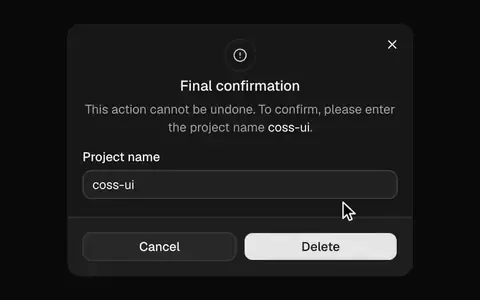 Final confirmation
This action cannot be undone. To confirm, please enter
the project name coss-ui.
Project name
coss-ui
Cancel
Delete